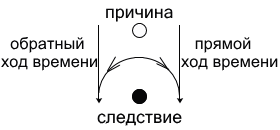 причина
обратный
ход времени
прямой
ход времени
следствие